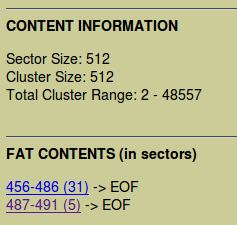 CONTENT INFORMATION
Sector Size: 512
Cluster Size: 512
Total Cluster Range: 2 - 48557
FAT CONTENTS (in sectors)
456-486 (31) -> EOF
487-491 (5) -> EOF